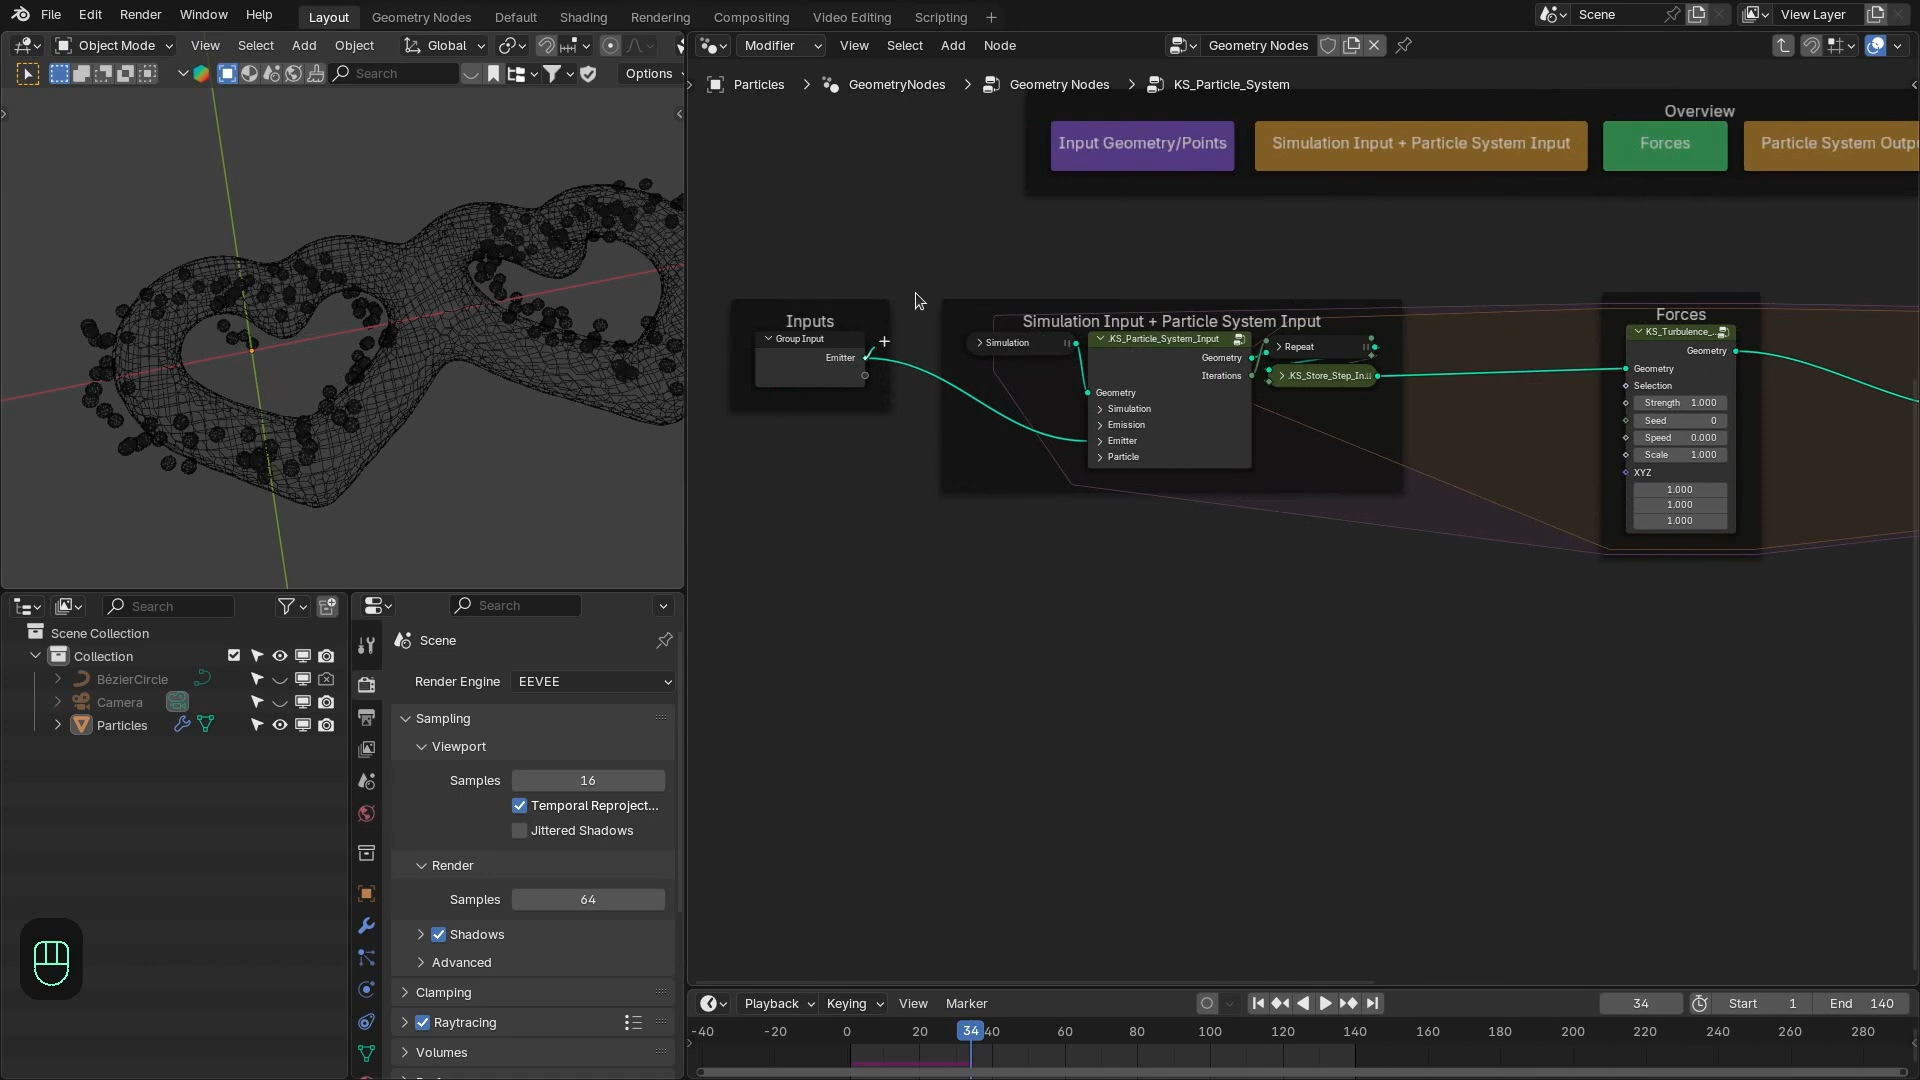 File Edit Render Window Help Layout Geometry Nodes Default Shading Rendering Compositing Video Editing Scripting Scene View Layer
Object Mode View Select Add Object Global
Search Options
Modifier View Select Add Node Geometry Nodes
Particles GeometryNodes Geometry Nodes KS_Particle_System
Overview
Input Geometry/Points Simulation Input + Particle System Input Forces Particle System Outpu
Inputs
Group Input
Emitter
Simulation Input + Particle System Input
Simulation
.KS_Particle_System_Input
Geometry
Iterations
Geometry
Simulation
Emission
Emitter
Particle
Repeat
.KS_Store_Step_In...
Forces
KS_Turbulence_...
Geometry
Geometry
Selection
Strength 1.000
Seed 0
Speed 0.000
Scale 1.000
XYZ
1.000
1.000
1.000
Search
Scene Collection
Collection
BézierCircle
Camera
Particles
Search
Scene
Render Engine EEVEE
Sampling
Viewport
Samples 16
Temporal Reproject...
Jittered Shadows
Render
Samples 64
Shadows
Advanced
Clamping
Raytracing
Volumes
Playback Keying View Marker 34 Start 1 End 140
-40 -20 0 20 34 40 60 80 100 120 140 160 180 200 220 240 260 280